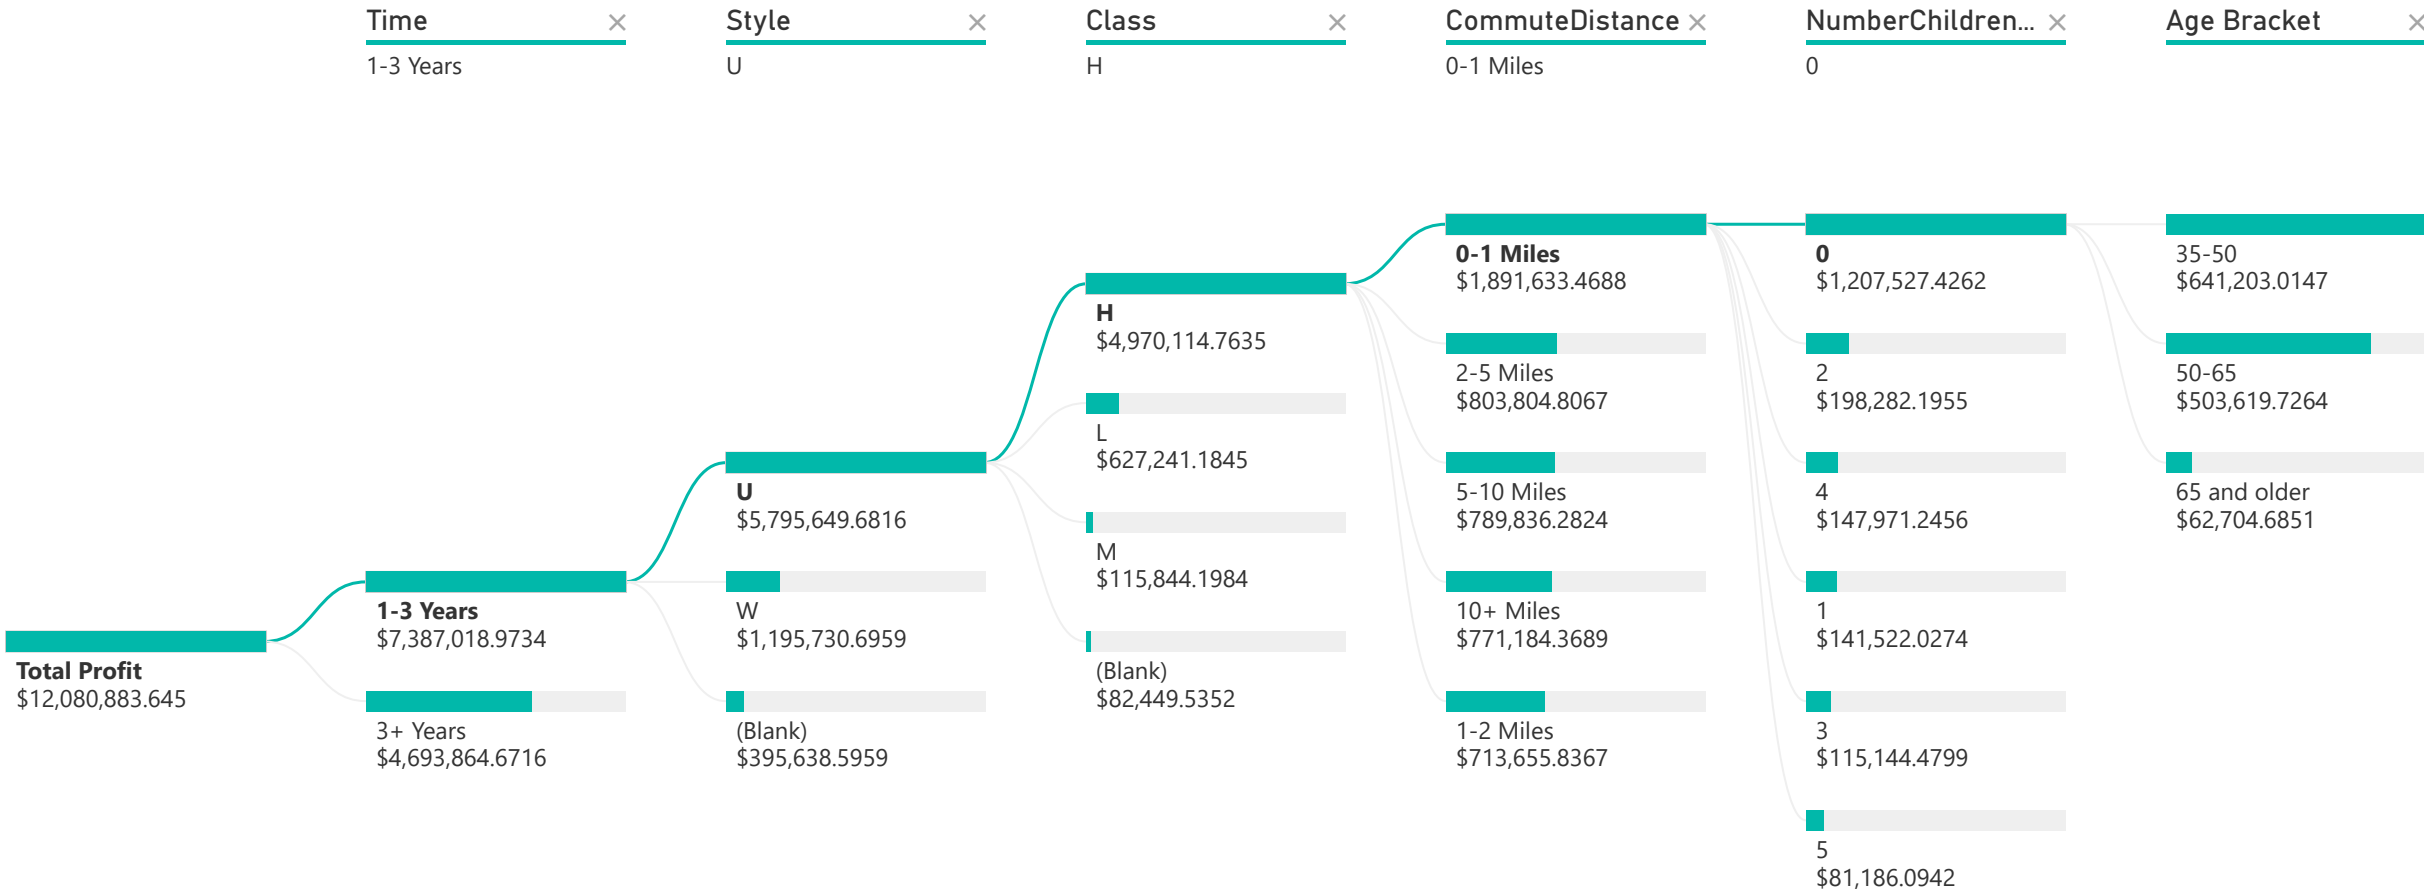 Time
1-3 Years
Style
U
Class
H
CommuteDistance
0-1 Miles
NumberChildren...
0
Age Bracket
Total Profit
$12,080,883.645
1-3 Years
$7,387,018.9734
3+ Years
$4,693,864.6716
U
$5,795,649.6816
W
$1,195,730.6959
(Blank)
$395,638.5959
H
$4,970,114.7635
L
$627,241.1845
M
$115,844.1984
(Blank)
$82,449.5352
0-1 Miles
$1,891,633.4688
2-5 Miles
$803,804.8067
5-10 Miles
$789,836.2824
10+ Miles
$771,184.3689
1-2 Miles
$713,655.8367
0
$1,207,527.4262
2
$198,282.1955
4
$147,971.2456
1
$141,522.0274
3
$115,144.4799
5
$81,186.0942
35-50
$641,203.0147
50-65
$503,619.7264
65 and older
$62,704.6851